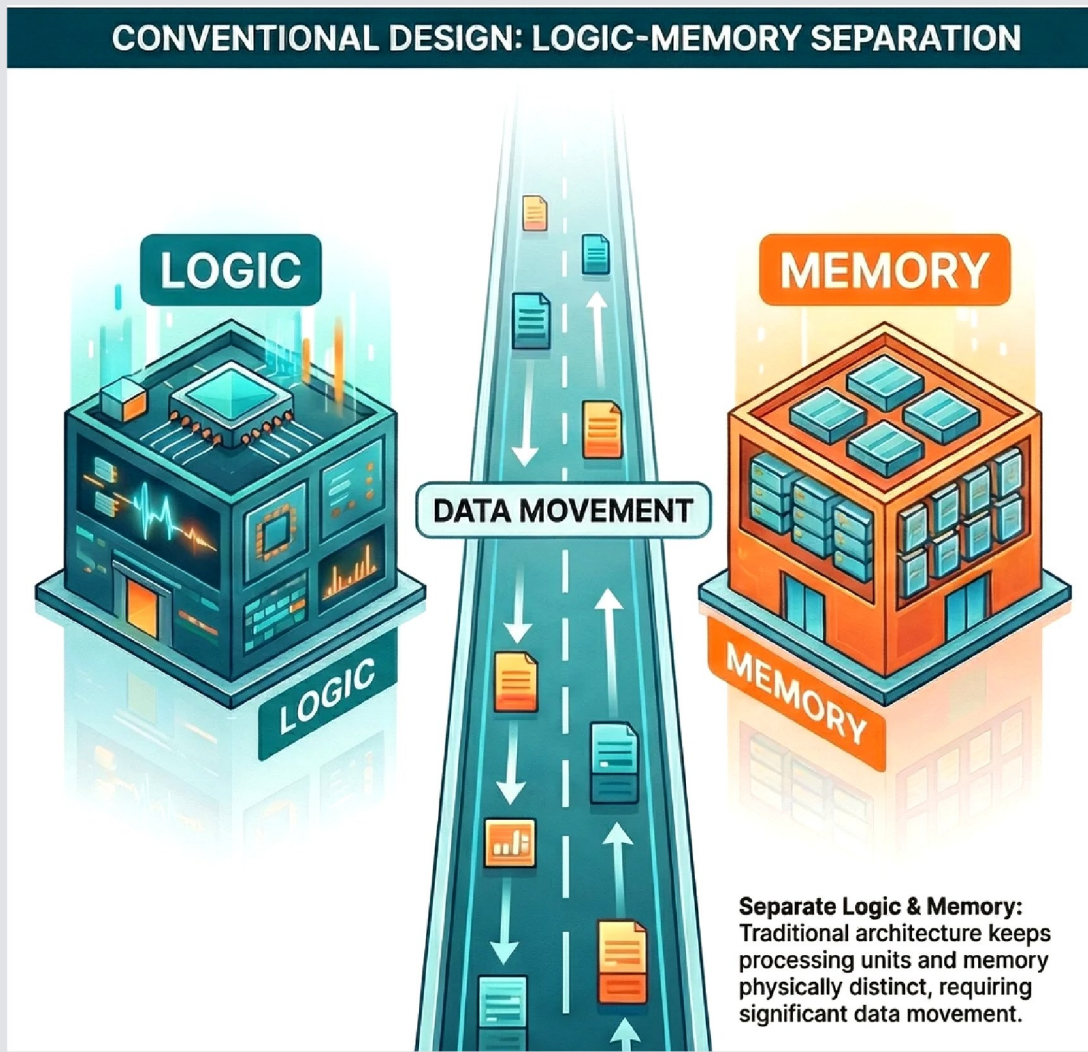 CONVENTIONAL DESIGN: LOGIC-MEMORY SEPARATION
LOGIC
MEMORY
DATA MOVEMENT
LOGIC
MEMORY
Separate Logic & Memory:
Traditional architecture keeps
processing units and memory
physically distinct, requiring
significant data movement.